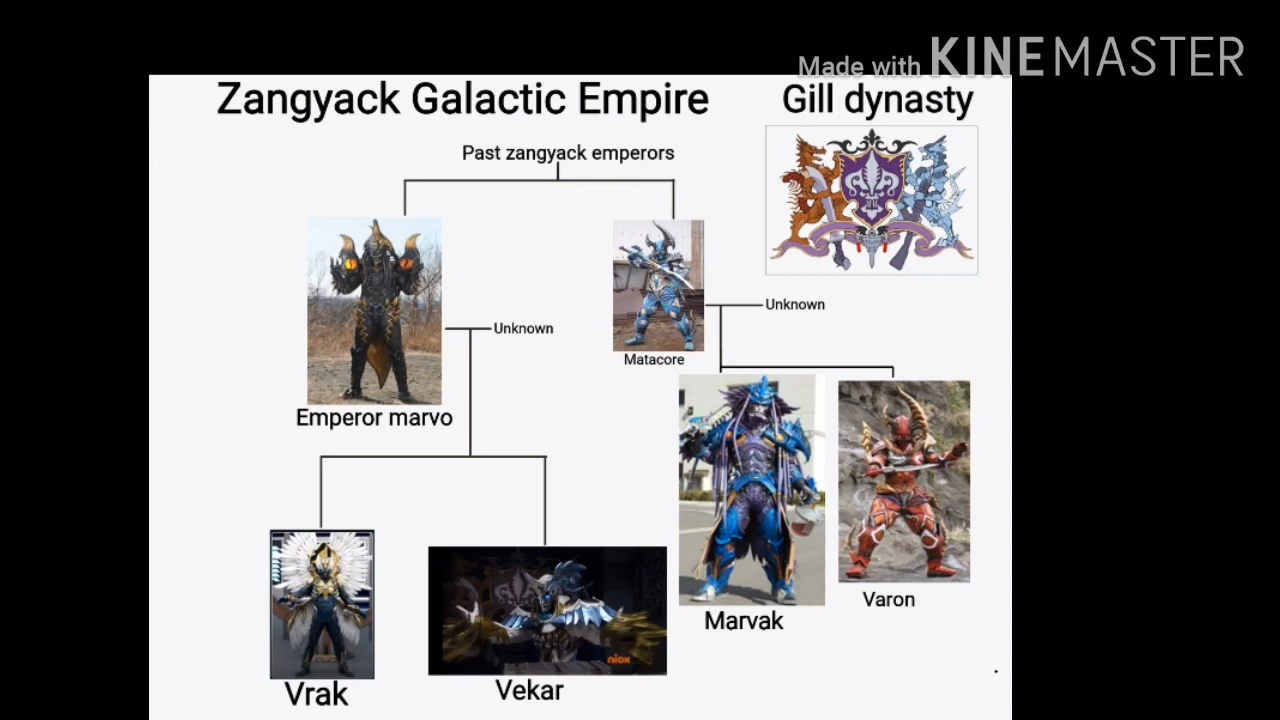 Made with KINEMASTER
Zangyack Galactic Empire
Gill dynasty
Past zangyack emperors
Unknown
Unknown
Matacore
Emperor marvo
Varon
Marvak
nick
Vrak
Vekar